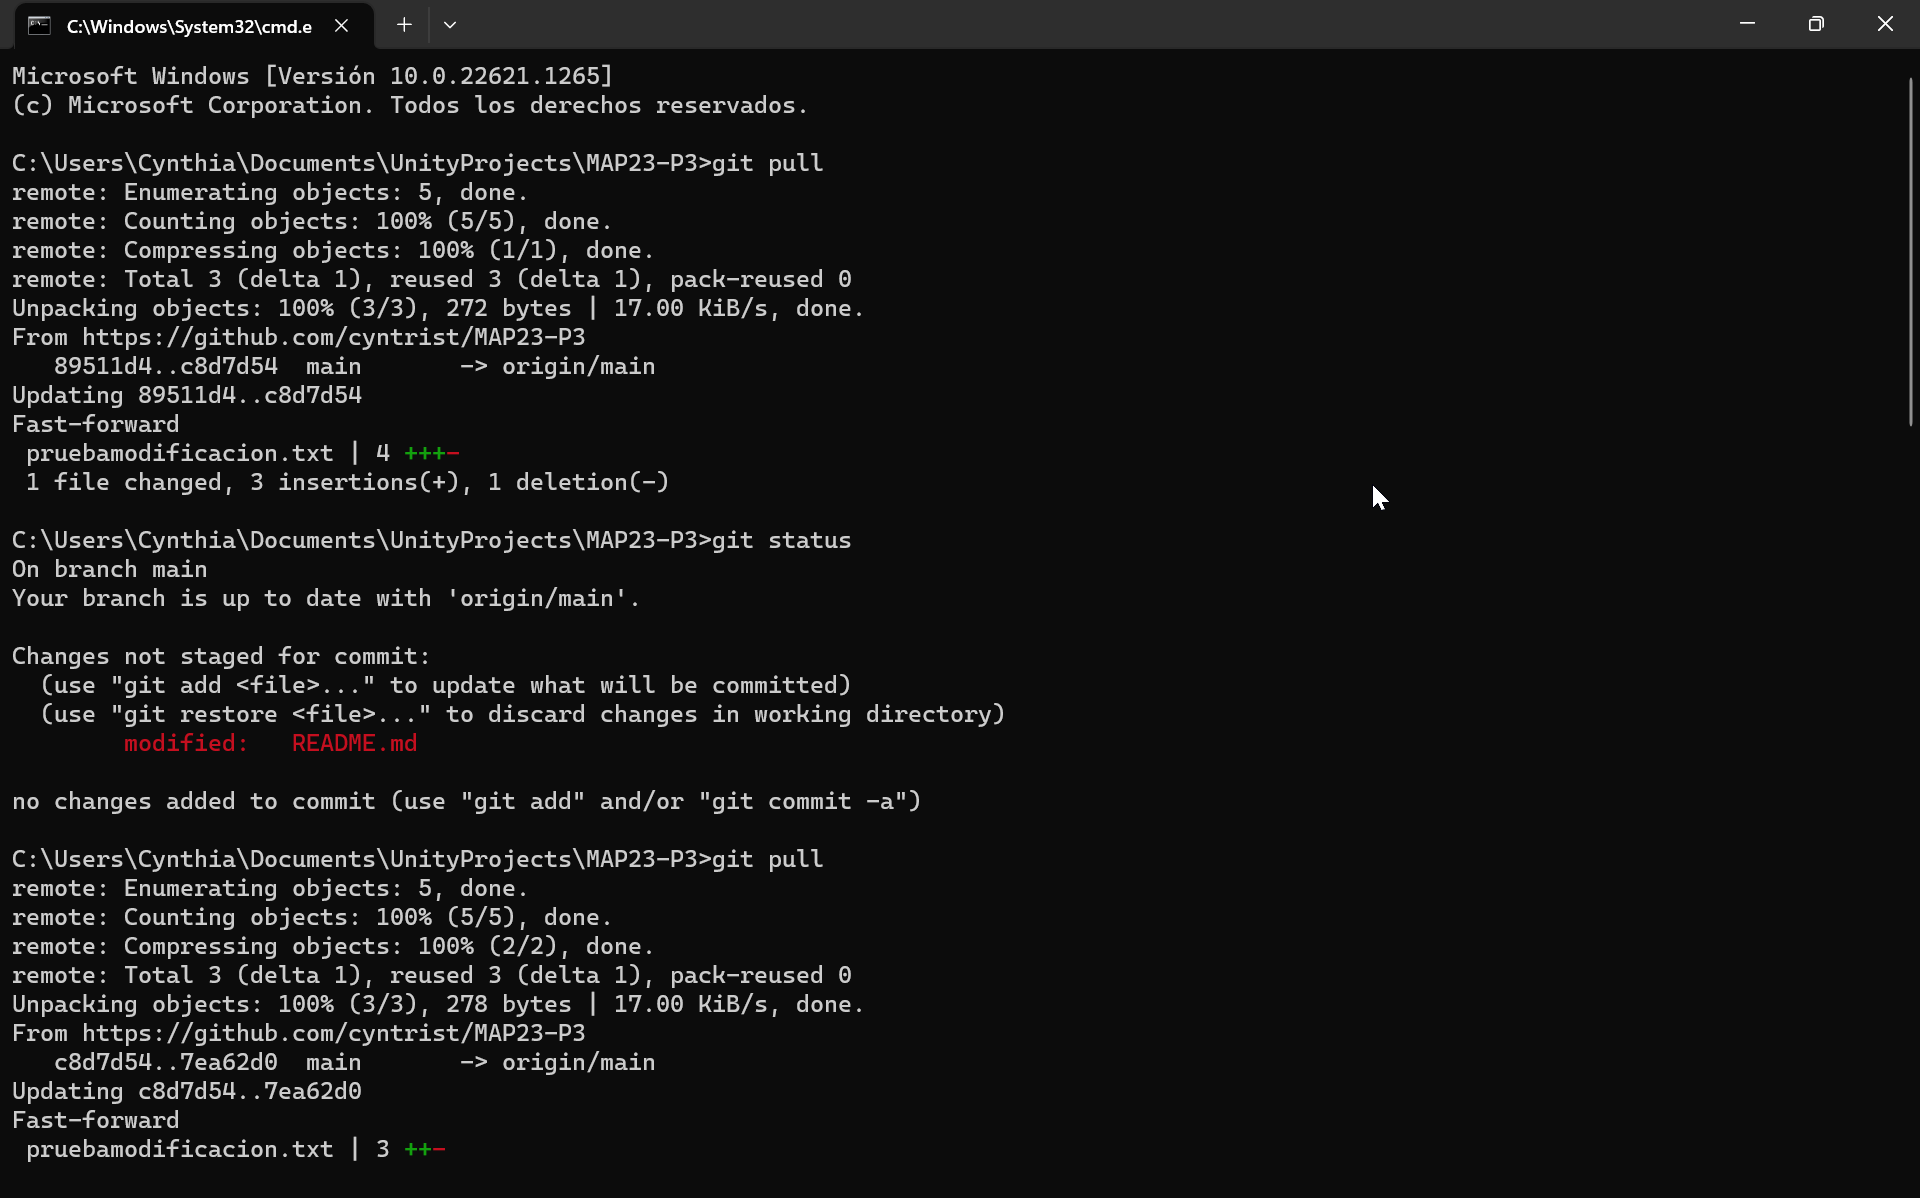 C:\Windows\System32\cmd.e
Microsoft Windows [Versión 10.0.22621.1265]
(c) Microsoft Corporation. Todos los derechos reservados.
C:\Users\Cynthia\Documents\UnityProjects\MAP23-P3>git pull
remote: Enumerating objects: 5, done.
remote: Counting objects: 100% (5/5), done.
remote: Compressing objects: 100% (1/1), done.
remote: Total 3 (delta 1), reused 3 (delta 1), pack-reused 0
Unpacking objects: 100% (3/3), 272 bytes | 17.00 KiB/s, done.
From https://github.com/cyntrist/MAP23-P3
   89511d4..c8d7d54  main       -> origin/main
Updating 89511d4..c8d7d54
Fast-forward
 pruebamodificacion.txt | 4 +++-
 1 file changed, 3 insertions(+), 1 deletion(-)
C:\Users\Cynthia\Documents\UnityProjects\MAP23-P3>git status
On branch main
Your branch is up to date with 'origin/main'.
Changes not staged for commit:
  (use "git add <file>..." to update what will be committed)
  (use "git restore <file>..." to discard changes in working directory)
        modified:   README.md
no changes added to commit (use "git add" and/or "git commit -a")
C:\Users\Cynthia\Documents\UnityProjects\MAP23-P3>git pull
remote: Enumerating objects: 5, done.
remote: Counting objects: 100% (5/5), done.
remote: Compressing objects: 100% (2/2), done.
remote: Total 3 (delta 1), reused 3 (delta 1), pack-reused 0
Unpacking objects: 100% (3/3), 278 bytes | 17.00 KiB/s, done.
From https://github.com/cyntrist/MAP23-P3
   c8d7d54..7ea62d0  main       -> origin/main
Updating c8d7d54..7ea62d0
Fast-forward
 pruebamodificacion.txt | 3 ++-